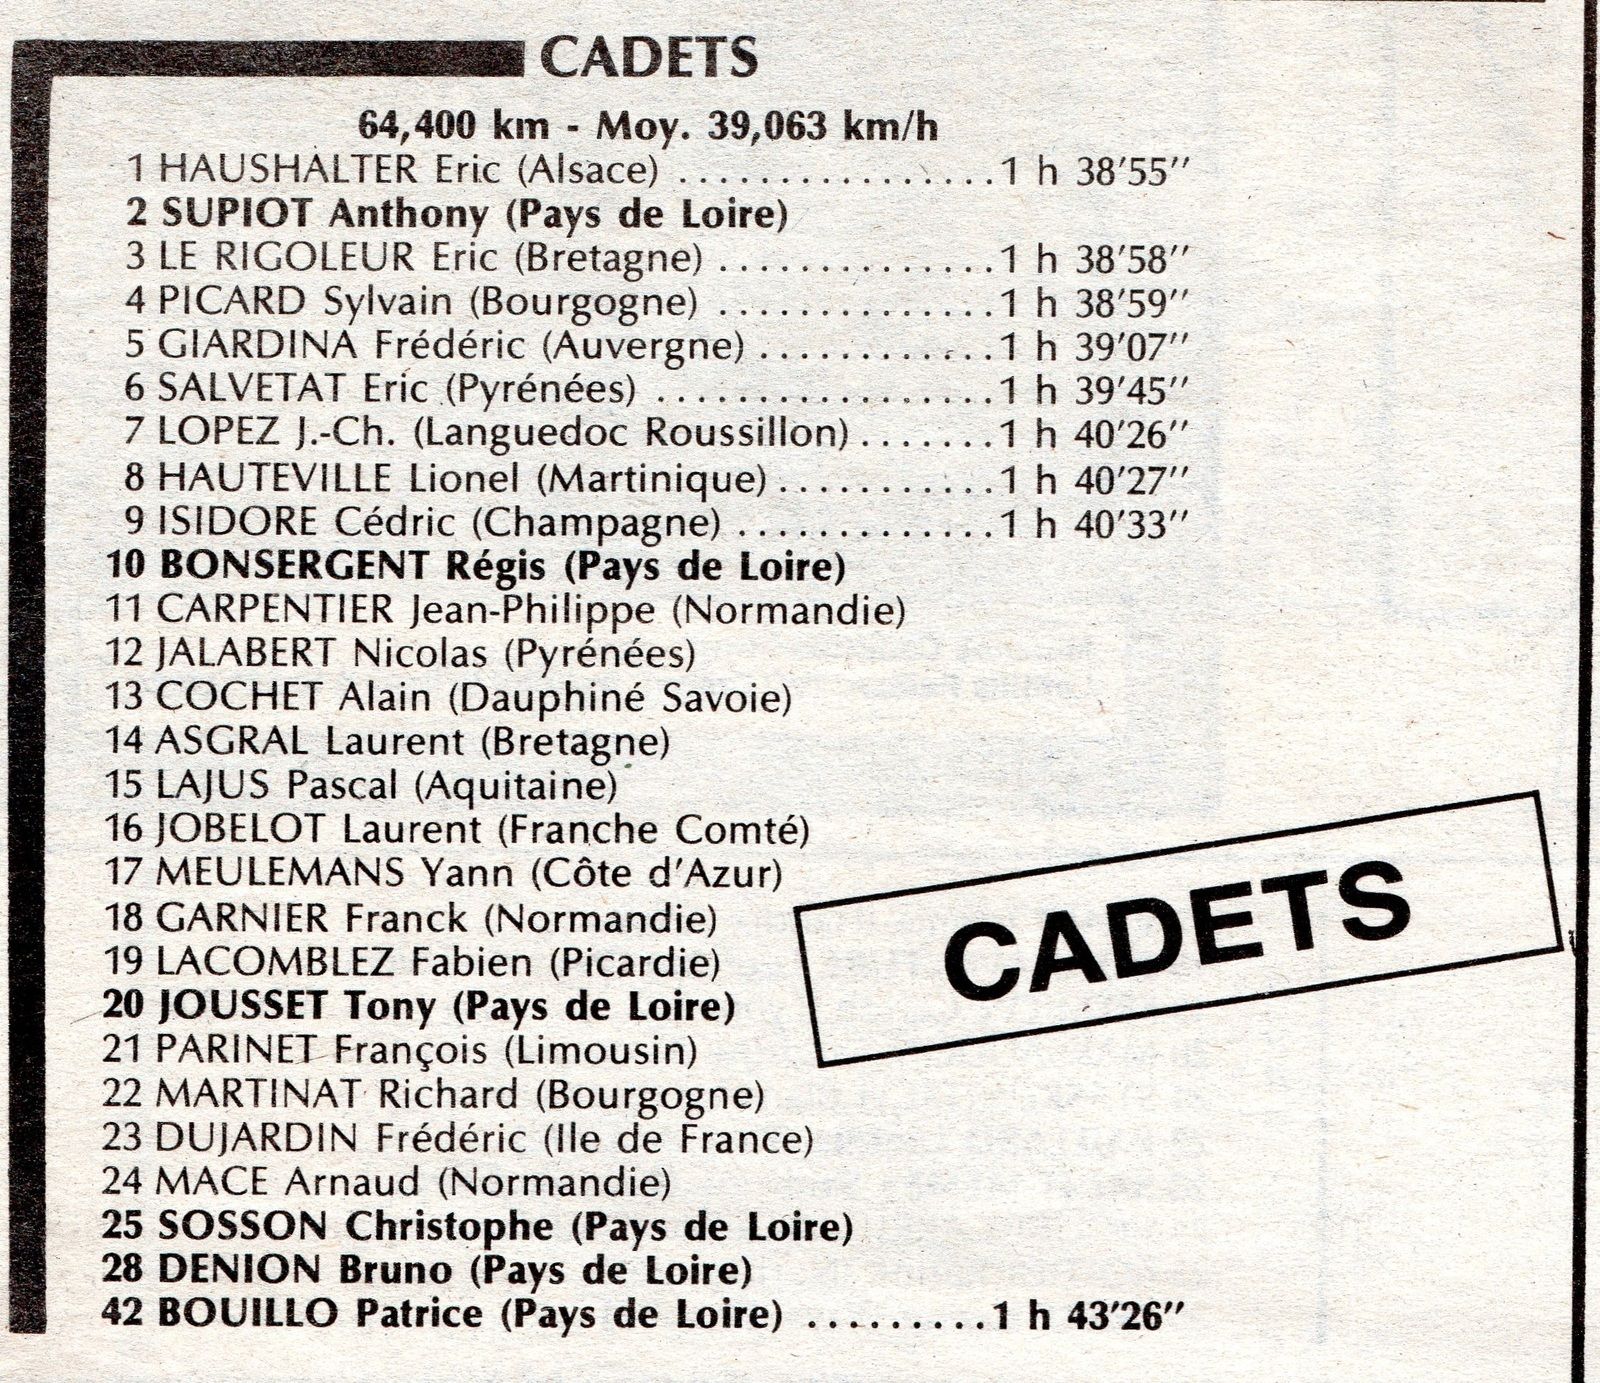 CADETS
64,400 km - Moy. 39,063 km/h
1 HAUSHALTER Eric (Alsace) ................1 h 38'55''
2 SUPIOT Anthony (Pays de Loire)
3 LE RIGOLEUR Eric (Bretagne) ..............1 h 38'58''
4 PICARD Sylvain (Bourgogne) ..............1 h 38'59''
5 GIARDINA Frédéric (Auvergne) ............1 h 39'07''
6 SALVETAT Eric (Pyrénées) .................1 h 39'45''
7 LOPEZ J.-Ch. (Languedoc Roussillon) .......1 h 40'26''
8 HAUTEVILLE Lionel (Martinique) ...........1 h 40'27''
9 ISIDORE Cédric (Champagne) .............1 h 40'33''
10 BONSERGENT Régis (Pays de Loire)
11 CARPENTIER Jean-Philippe (Normandie)
12 JALABERT Nicolas (Pyrénées)
13 COCHET Alain (Dauphiné Savoie)
14 ASGRAL Laurent (Bretagne)
15 LAJUS Pascal (Aquitaine)
16 JOBELOT Laurent (Franche Comté)
17 MEULEMANS Yann (Côte d'Azur)
18 GARNIER Franck (Normandie)
19 LACOMBLEZ Fabien (Picardie)
20 JOUSSET Tony (Pays de Loire)
21 PARINET François (Limousin)
22 MARTINAT Richard (Bourgogne)
23 DUJARDIN Frédéric (Ile de France)
24 MACE Arnaud (Normandie)
25 SOSSON Christophe (Pays de Loire)
28 DENION Bruno (Pays de Loire)
42 BOUILLO Patrice (Pays de Loire) .........1 h 43'26''
CADETS